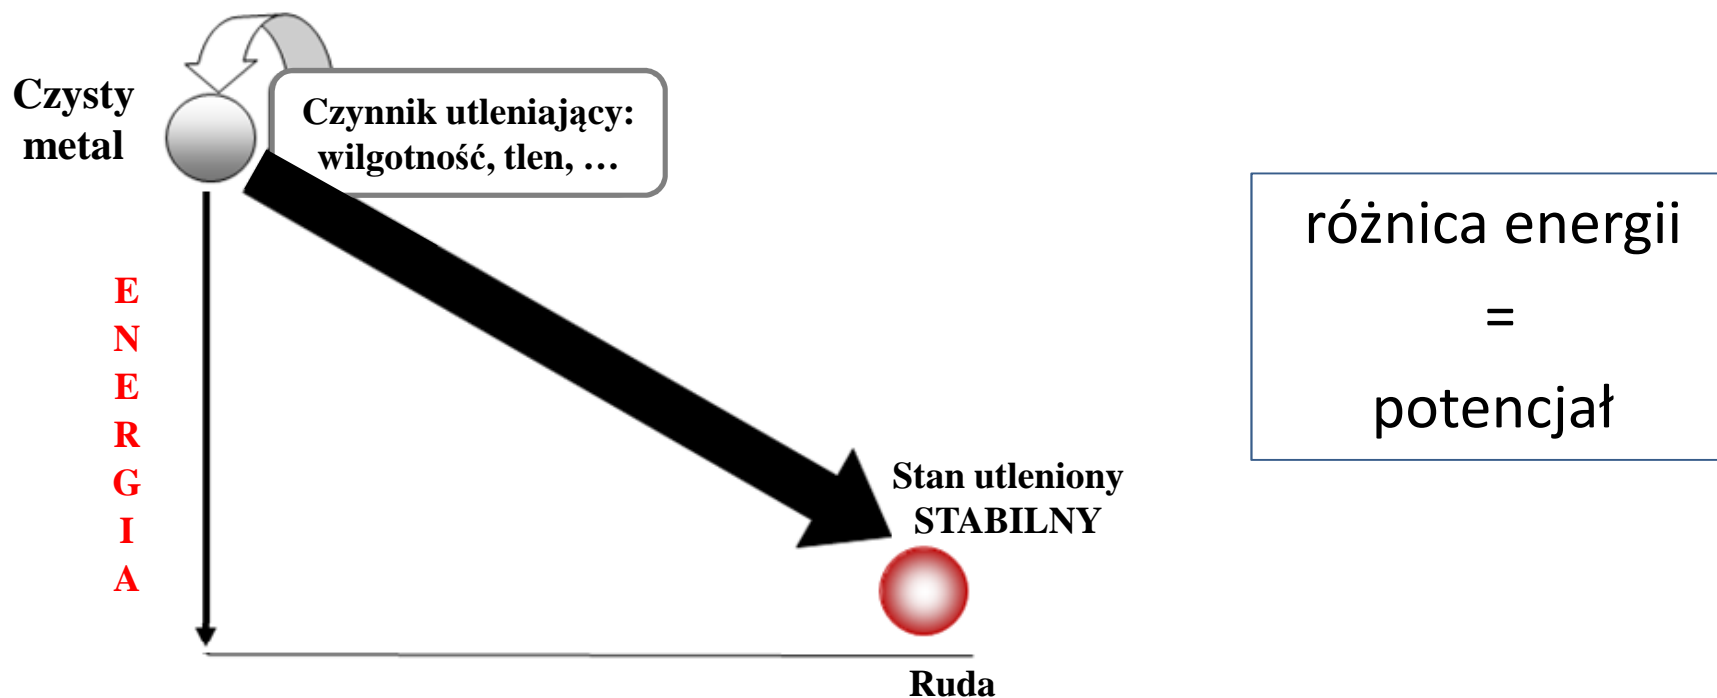 Czysty
metal
Czynnik utleniający:
wilgotność, tlen, …
E
N
E
R
G
I
A
Stan utleniony
STABILNY
Ruda
różnica energii
=
potencjał